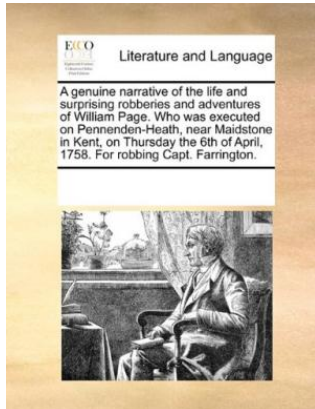 ECCO
Literature and Language
A genuine narrative of the life and
surprising robberies and adventures
of William Page. Who was executed
on Pennenden-Heath, near Maidstone
in Kent, on Thursday the 6th of April,
1758. For robbing Capt. Farrington.